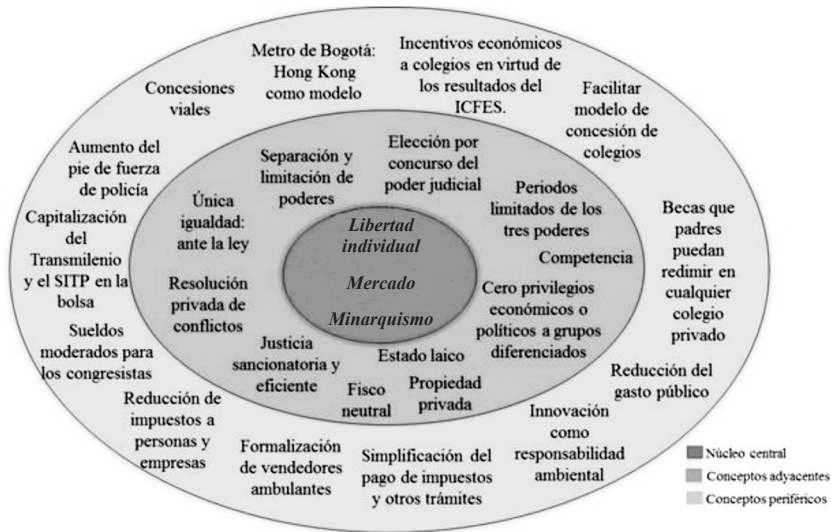 Metro de Bogotá:
Hong Kong
como modelo
Incentivos económicos
a colegios en virtud de
los resultados del
ICFES.
Concesiones
viales
Facilitar
modelo de
concesión de
colegios
Aumento del
pie de fuerza
de policía
Separación y
limitación de
poderes
Elección por
concurso del
poder judicial
Única
igualdad:
ante la ley
Periodos
limitados de los
tres poderes
Capitalización
del
Transmilenio
y el SITP en la
bolsa
Libertad
individual
Mercado
Minarquismo
Competencia
Becas que
padres
puedan
redimir en
cualquier
colegio
privado
Resolución
privada de
conflictos
Cero privilegios
económicos o
políticos a grupos
diferenciados
Sueldos
moderados para
los congresistas
Justicia
sancionatoria y
eficiente
Estado laico
Fisco
neutral
Propiedad
privada
Reducción del
gasto público
Reducción de
impuestos a
personas y
empresas
Formalización
de vendedores
ambulantes
Simplificación del
pago de impuestos
y otros trámites
Innovación
como
responsabilidad
ambiental
Núcleo central
Conceptos adyacentes
Conceptos periféricos